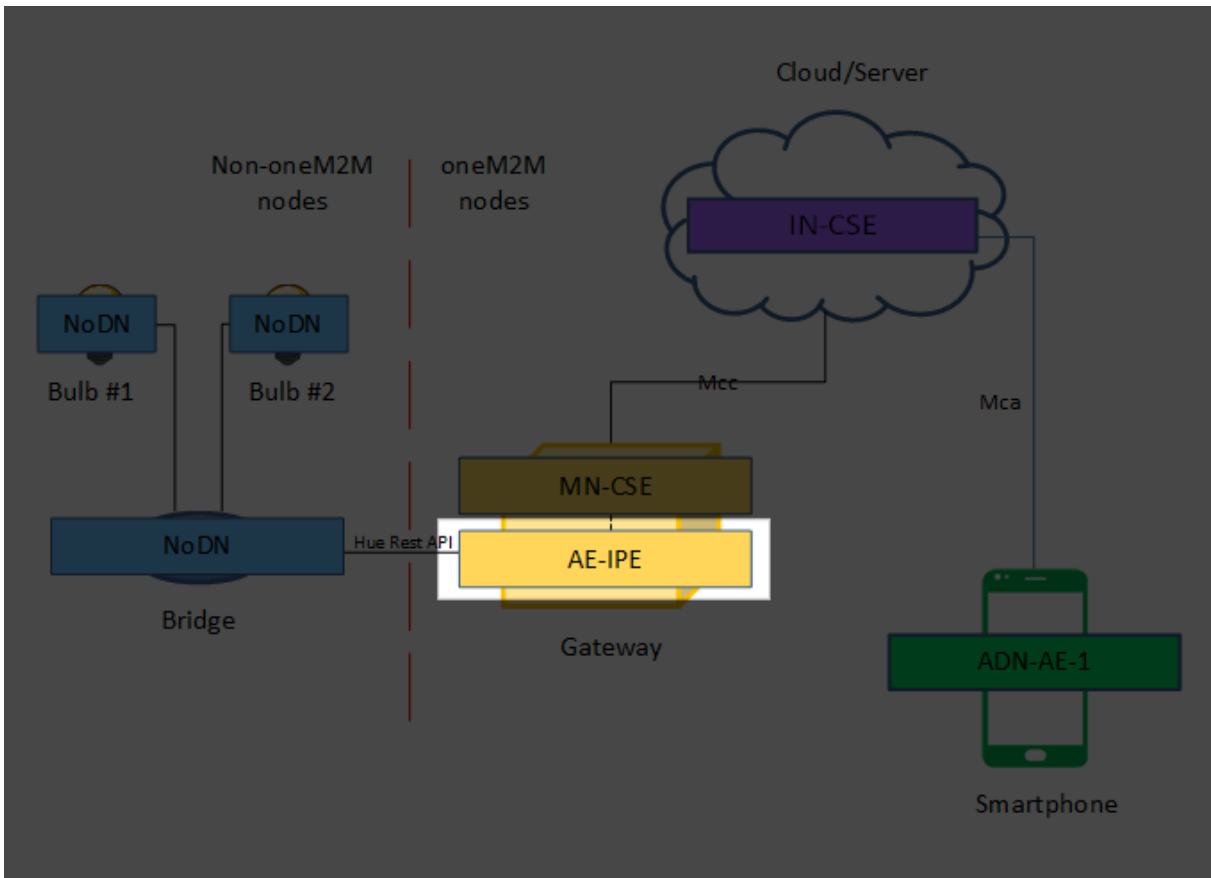 Cloud/Server
Non-oneM2M
nodes
oneM2M
nodes
IN-CSE
NoDN
NoDN
Bulb #1
Bulb #2
Mcc
Mca
MN-CSE
NoDN
Hue Rest API
AE-IPE
Bridge
Gateway
ADN-AE-1
Smartphone